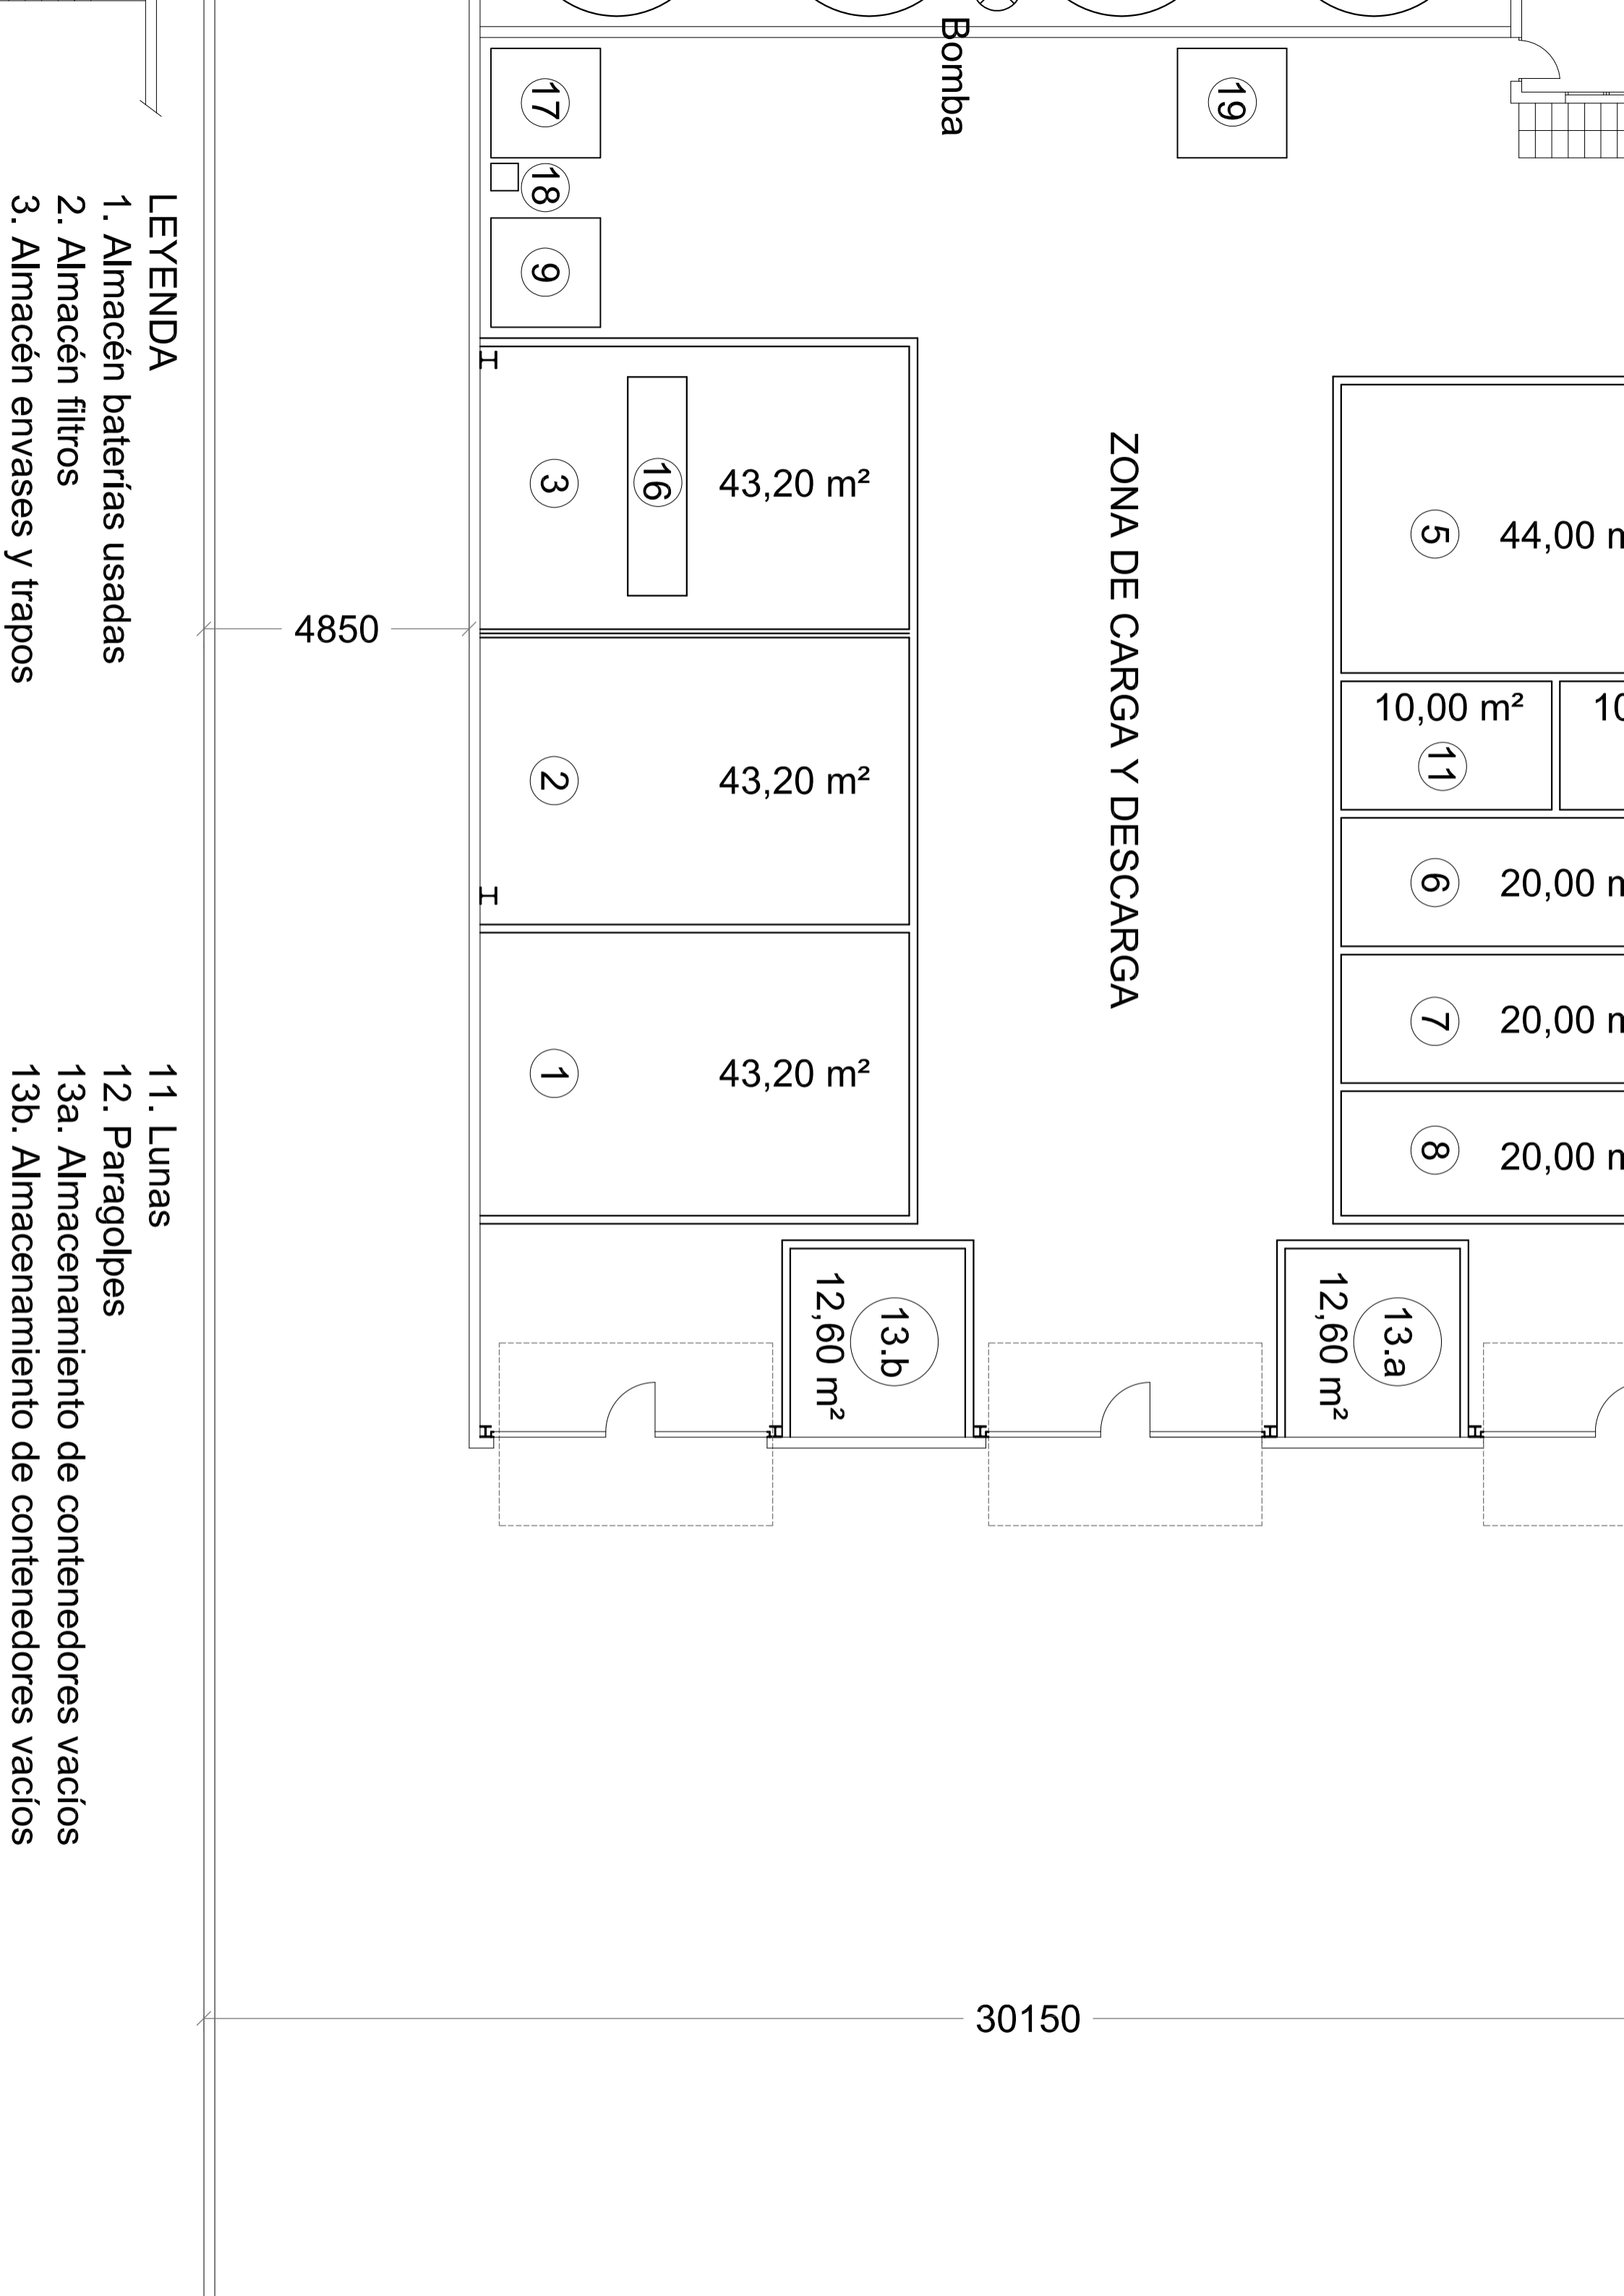 Bomba
17
19
18
9
3
16
43,20 m²
ZONA DE CARGA Y DESCARGA
5
44,00
4850
10,00 m²
10
11
2
43,20 m²
6
20,00
7
20,00
1
43,20 m²
8
20,00
13.b
12,60 m²
13.a
12,60 m²
30150
LEYENDA
1. Almacén baterías usadas
2. Almacén filtros
3. Almacén envases y trapos
11. Lunas
12. Paragolpes
13a. Almacenamiento de contenedores vacíos
13b. Almacenamiento de contenedores vacíos